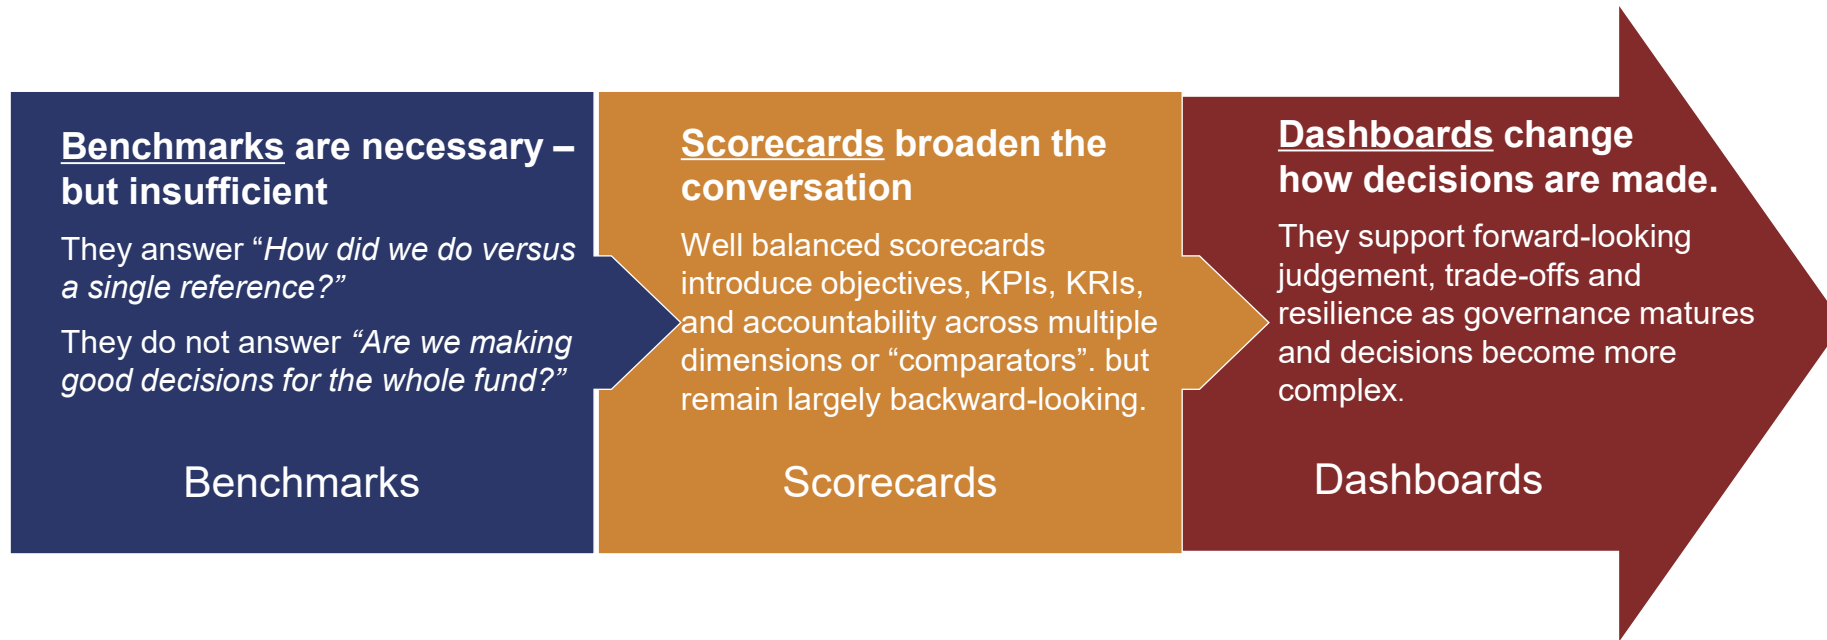 Benchmarks are necessary –
but insufficient
They answer “How did we do versus
a single reference?”
They do not answer “Are we making
good decisions for the whole fund?”
Benchmarks
Scorecards broaden the
conversation
Well balanced scorecards
introduce objectives, KPIs, KRIs,
and accountability across multiple
dimensions or “comparators”. but
remain largely backward-looking.
Scorecards
Dashboards change
how decisions are made.
They support forward-looking
judgement, trade-offs and
resilience as governance matures
and decisions become more
complex.
Dashboards